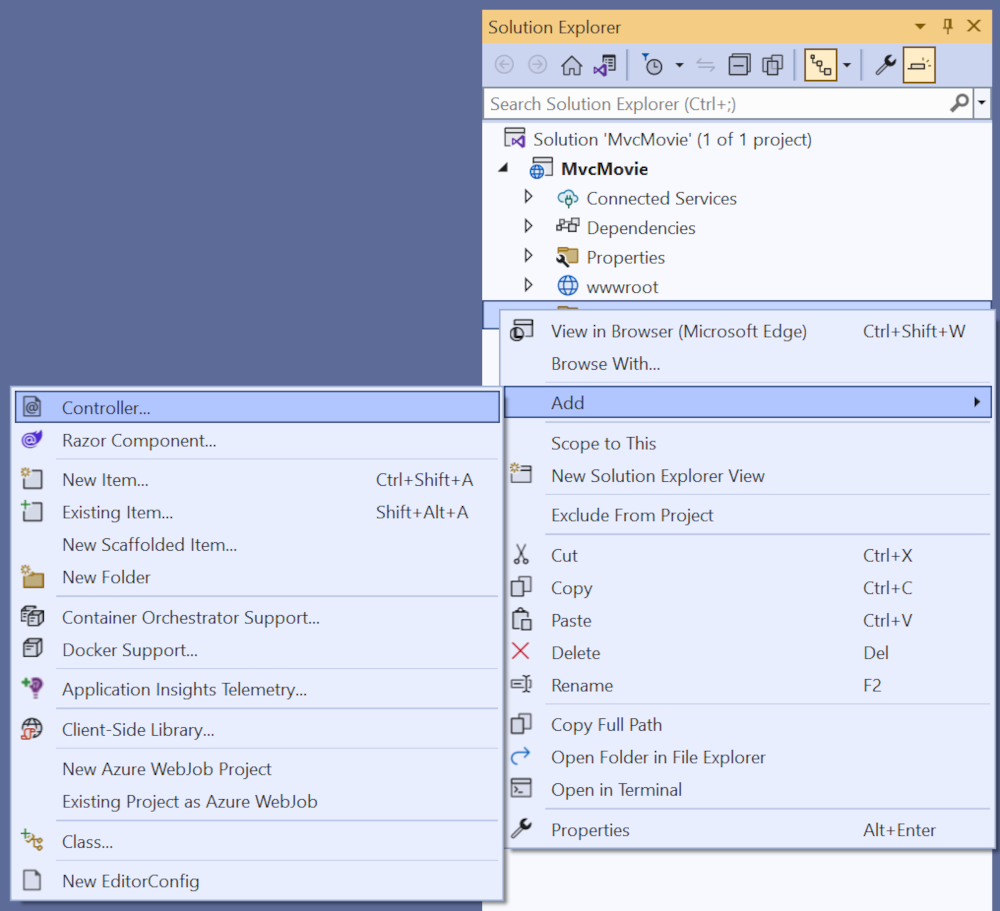 Solution Explorer
Search Solution Explorer (Ctrl+;)
Solution 'MvcMovie' (1 of 1 project)
MvcMovie
Connected Services
Dependencies
Properties
wwwroot
View in Browser (Microsoft Edge) Ctrl+Shift+W
Browse With...
Add
Scope to This
New Solution Explorer View
Exclude From Project
Cut Ctrl+X
Copy Ctrl+C
Paste Ctrl+V
Delete Del
Rename F2
Copy Full Path
Open Folder in File Explorer
Open in Terminal
Properties Alt+Enter
Controller...
Razor Component...
New Item... Ctrl+Shift+A
Existing Item... Shift+Alt+A
New Scaffolded Item...
New Folder
Container Orchestrator Support...
Docker Support...
Application Insights Telemetry...
Client-Side Library...
New Azure WebJob Project
Existing Project as Azure WebJob
Class...
New EditorConfig